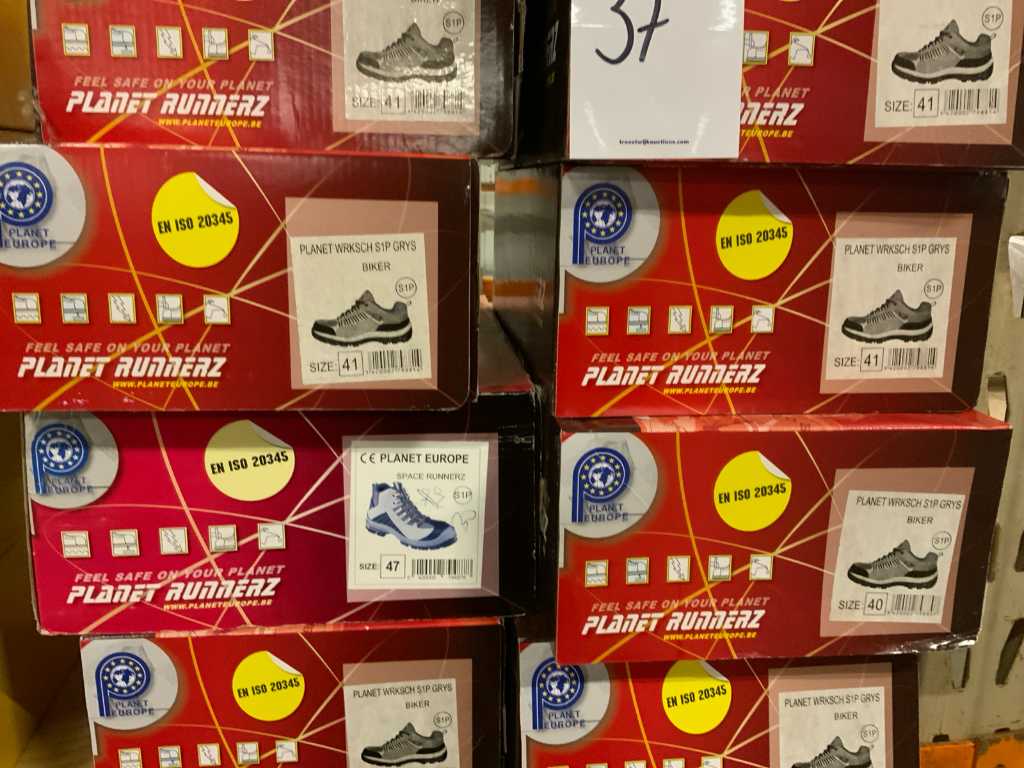 BIKER
S1P
FEEL SAFE ON YOUR PLANET
PLANET RUNNERZ
WWW.PLANETEUROPE.BE
SIZE: 41
37
troostwijkauctions.com
S1P
PLANET
NERZ
SIZE: 41
PLANET
EUROPE
EN ISO 20345
PLANET WRKSCH S1P GRYS
BIKER
S1P
FEEL SAFE ON YOUR PLANET
PLANET RUNNERZ
WWW.PLANETEUROPE.BE
SIZE: 41
PLANET
EUROPE
EN ISO 20345
PLANET WRKSCH S1P GRYS
BIKER
S1P
FEEL SAFE ON YOUR PLANET
PLANET RUNNERZ
WWW.PLANETEUROPE.BE
SIZE: 41
PLANET
EUROPE
EN ISO 20345
CE PLANET EUROPE
SPACE RUNNERZ
S1P
FEEL SAFE ON YOUR PLANET
PLANET RUNNERZ
WWW.PLANETEUROPE.BE
SIZE: 47
PLANET
EUROPE
EN ISO 20345
PLANET WRKSCH S1P GRYS
BIKER
S1P
FEEL SAFE ON YOUR PLANET
PLANET RUNNERZ
WWW.PLANETEUROPE.BE
SIZE: 40
PLANET
EUROPE
EN ISO 20345
PLANET WRKSCH S1P GRYS
BIKER
S1P
PLANET
EUROPE
EN ISO 20345
PLANET WRKSCH S1P GRYS
BIKER
S1P